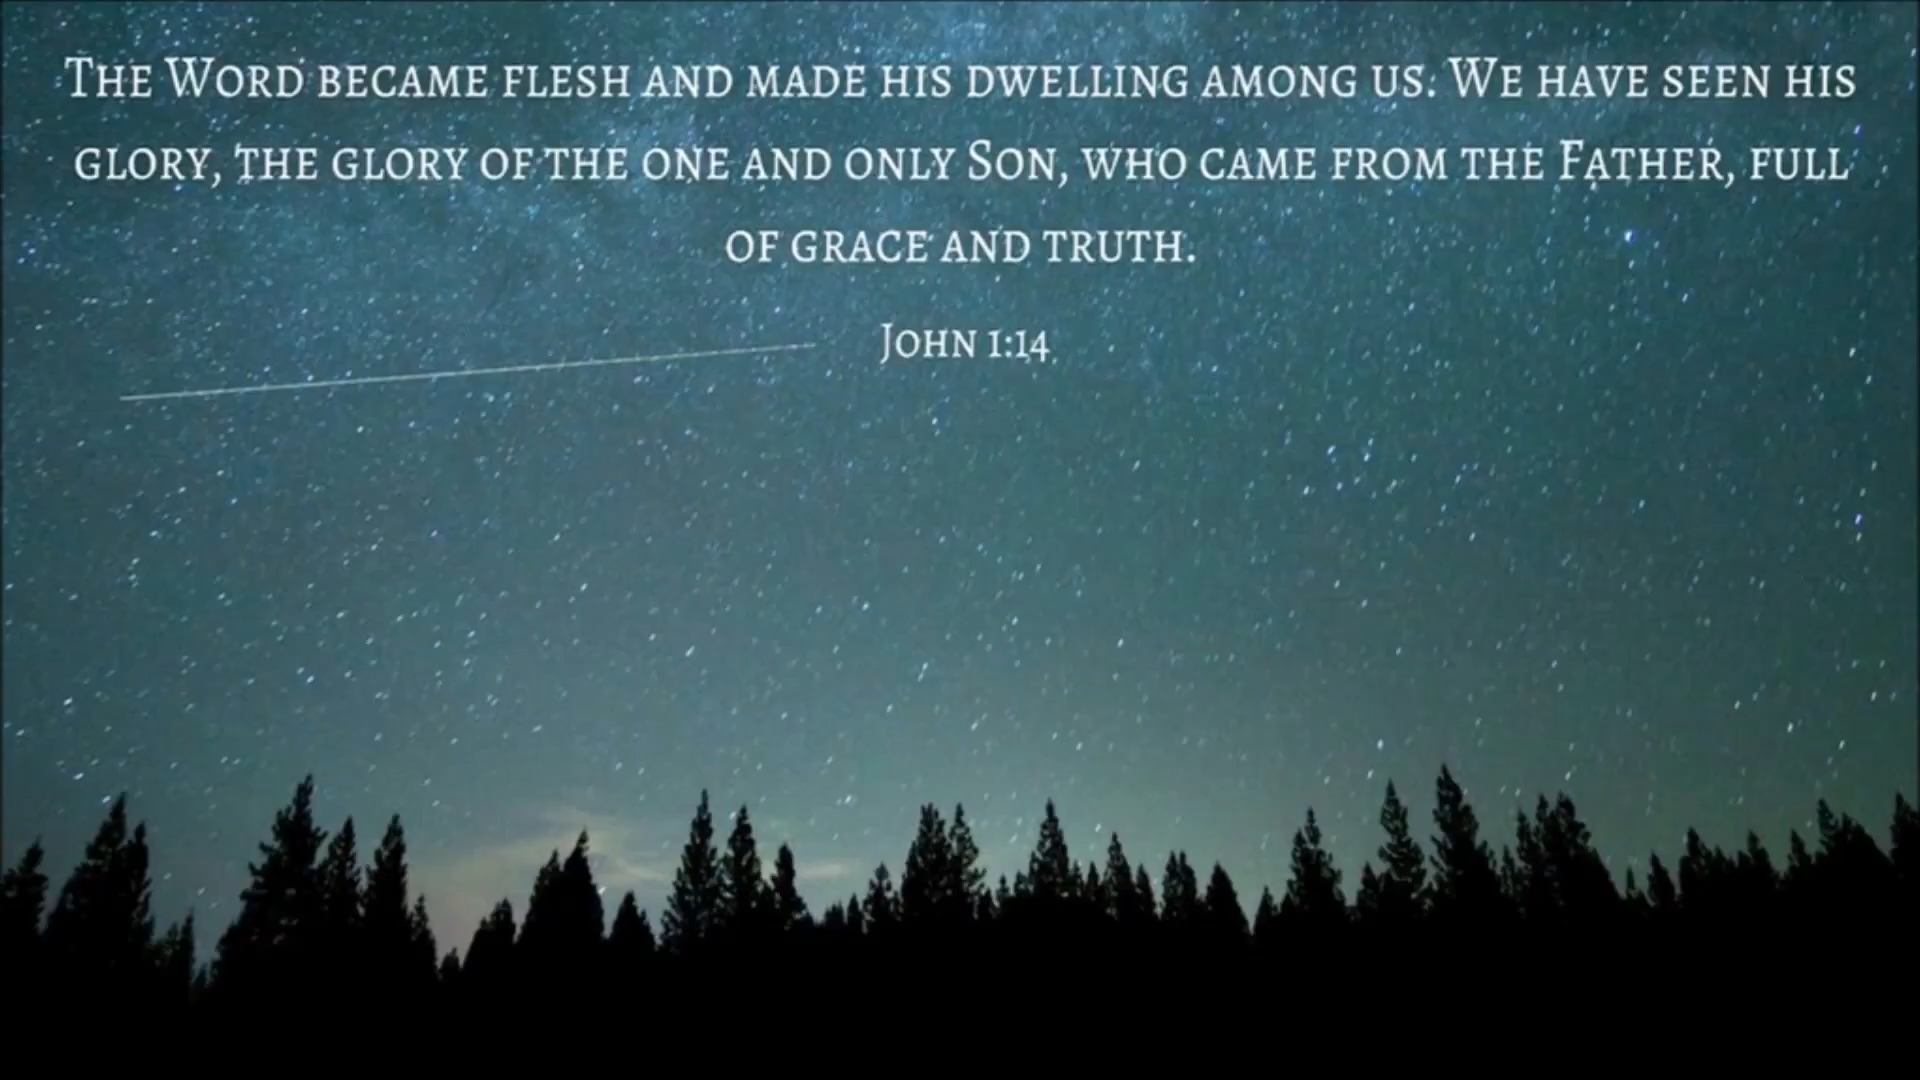 The Word became flesh and made his dwelling among us. We have seen his
glory, the glory of the one and only Son, who came from the Father, full
of grace and truth.
John 1:14